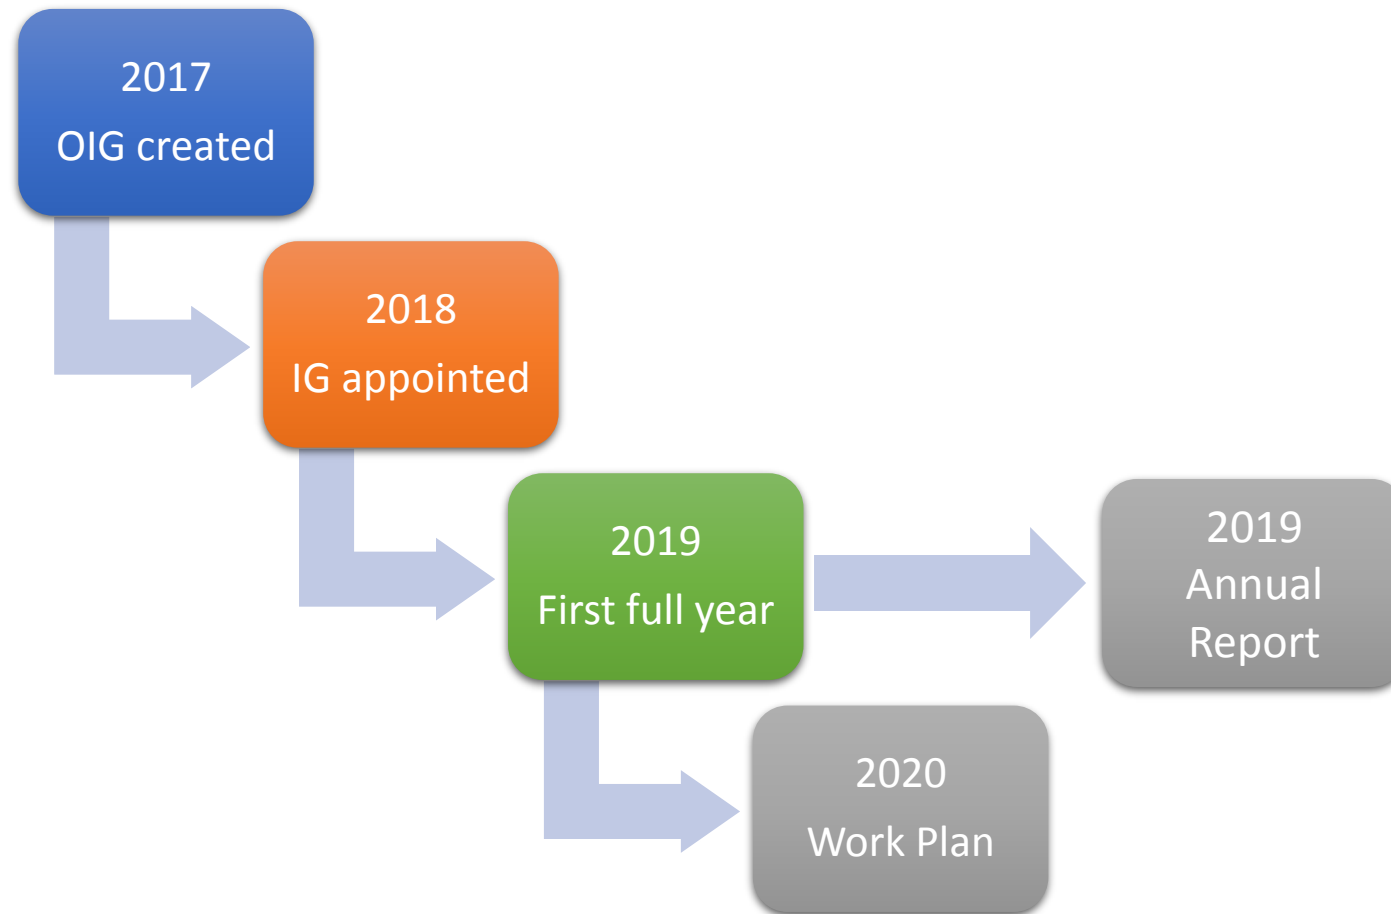 2017
OIG created
2018
IG appointed
2019
First full year
2019
Annual
Report
2020
Work Plan